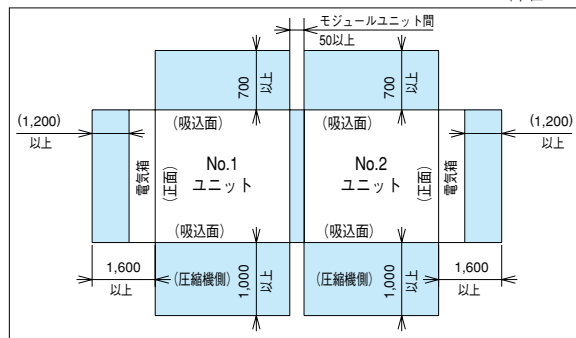 モジュールユニット間
50以上
700
以上
700
以上
(1,200)
以上
(吸込面)
(吸込面)
(1,200)
以上
電気箱
(正面)
No.1
ユニット
No.2
ユニット
(正面)
電気箱
(吸込面)
(吸込面)
1,600
以上
(圧縮機側)
1,000
以上
(圧縮機側)
1,000
以上
1,600
以上